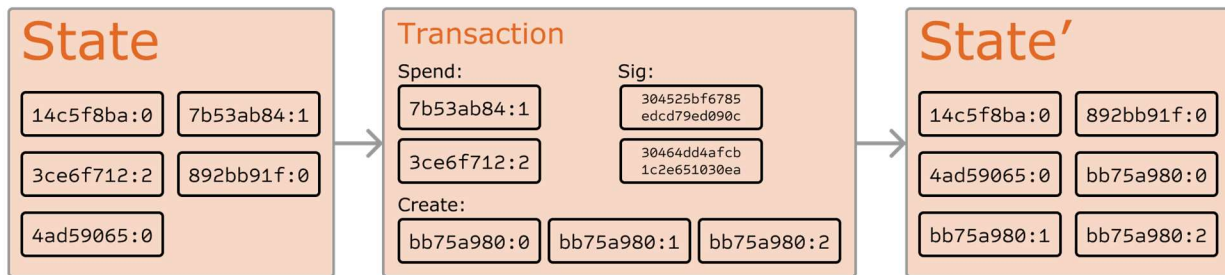 State
14c5f8ba:0 7b53ab84:1
3ce6f712:2 892bb91f:0
4ad59065:0
Transaction
Spend: Sig:
7b53ab84:1 304525bf6785
edcd79ed090c
3ce6f712:2 30464dd4afcb
1c2e651030ea
Create:
bb75a980:0 bb75a980:1 bb75a980:2
State’
14c5f8ba:0 892bb91f:0
4ad59065:0 bb75a980:0
bb75a980:1 bb75a980:2